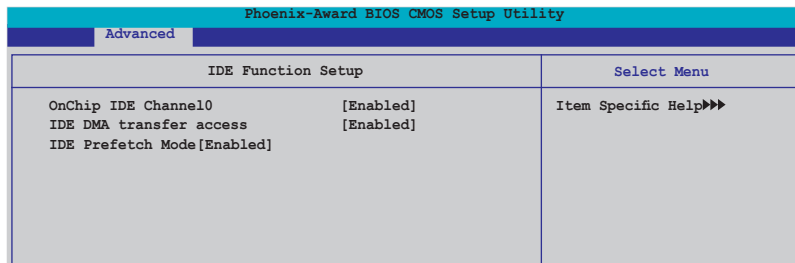 Phoenix-Award BIOS CMOS Setup Utility
Advanced
IDE Function Setup
Select Menu
OnChip IDE Channel0 [Enabled]
IDE DMA transfer access [Enabled]
IDE Prefetch Mode[Enabled]
Item Specific Help